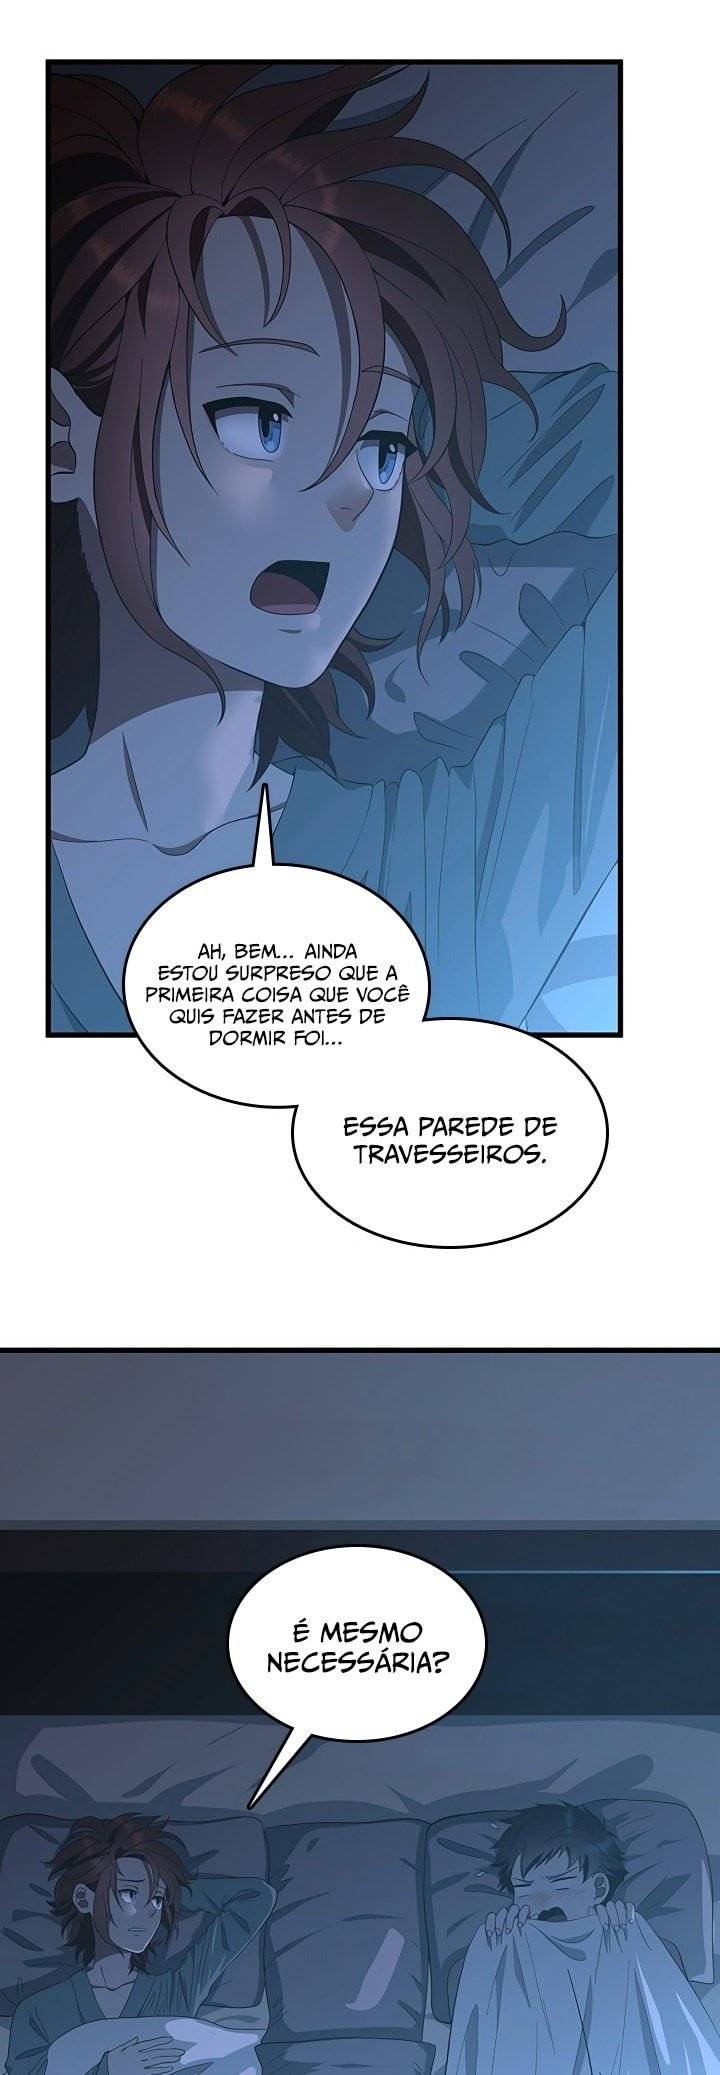 AH, BEM... AINDA
ESTOU SURPRESO QUE A
PRIMEIRA COISA QUE VOCÊ
QUIS FAZER ANTES DE
DORMIR FOI...
ESSA PAREDE DE
TRAVESSEIROS.
É MESMO
NECESSÁRIA?